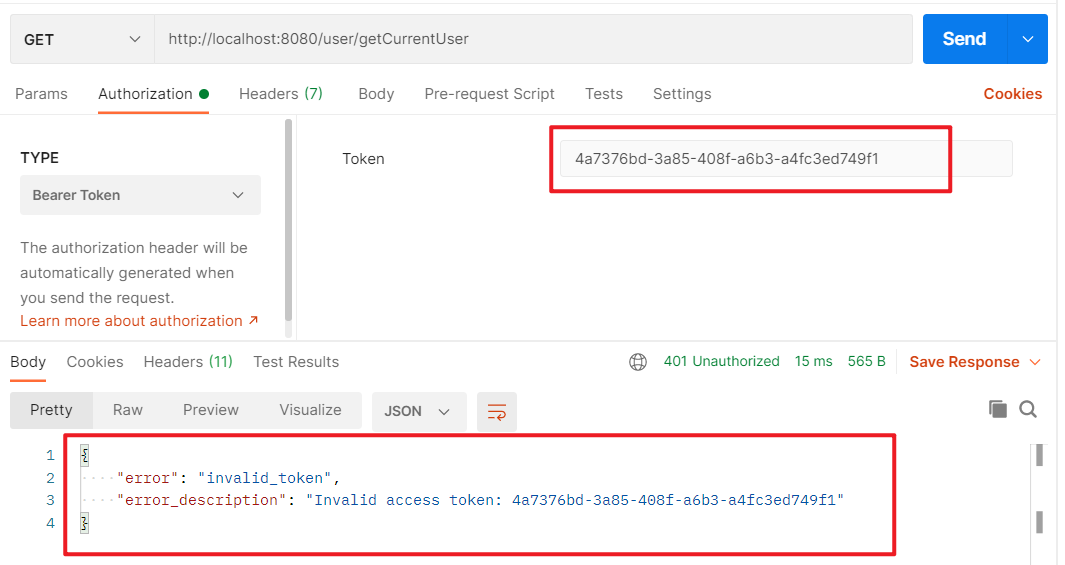 GET http://localhost:8080/user/getCurrentUser Send
Params Authorization Headers (7) Body Pre-request Script Tests Settings Cookies
TYPE
Bearer Token
The authorization header will be
automatically generated when
you send the request.
Learn more about authorization ↗
Token 4a7376bd-3a85-408f-a6b3-a4fc3ed749f1
Body Cookies Headers (11) Test Results 401 Unauthorized 15 ms 565 B Save Response
Pretty Raw Preview Visualize JSON
1 {
2 ····"error": "invalid_token",
3 ····"error_description": "Invalid access token: 4a7376bd-3a85-408f-a6b3-a4fc3ed749f1"
4 }